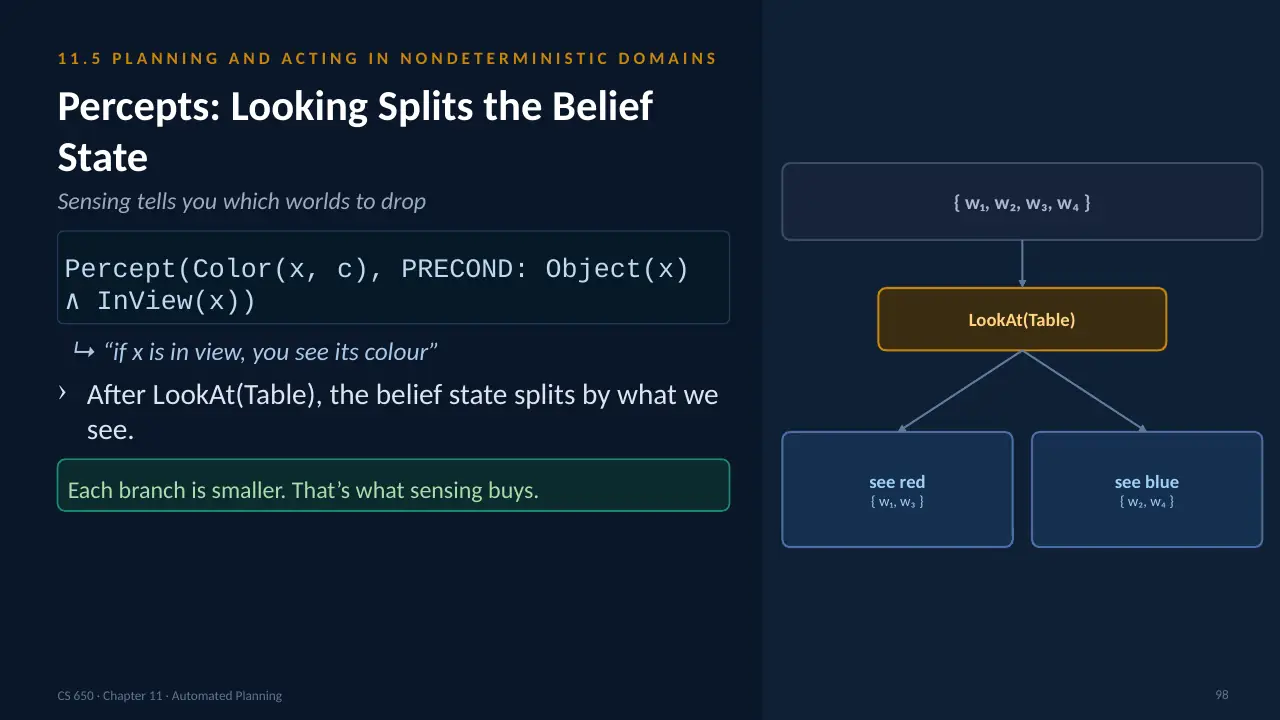 11.5 PLANNING AND ACTING IN NONDETERMINISTIC DOMAINS
Percepts: Looking Splits the Belief
State
Sensing tells you which worlds to drop
Percept(Color(x, c), PRECOND: Object(x)
∧ InView(x))
↪ “if x is in view, you see its colour”
› After LookAt(Table), the belief state splits by what we
see.
Each branch is smaller. That’s what sensing buys.
{ w₁, w₂, w₃, w₄ }
LookAt(Table)
see red
{ w₁, w₃ }
see blue
{ w₂, w₄ }
CS 650 · Chapter 11 · Automated Planning
98